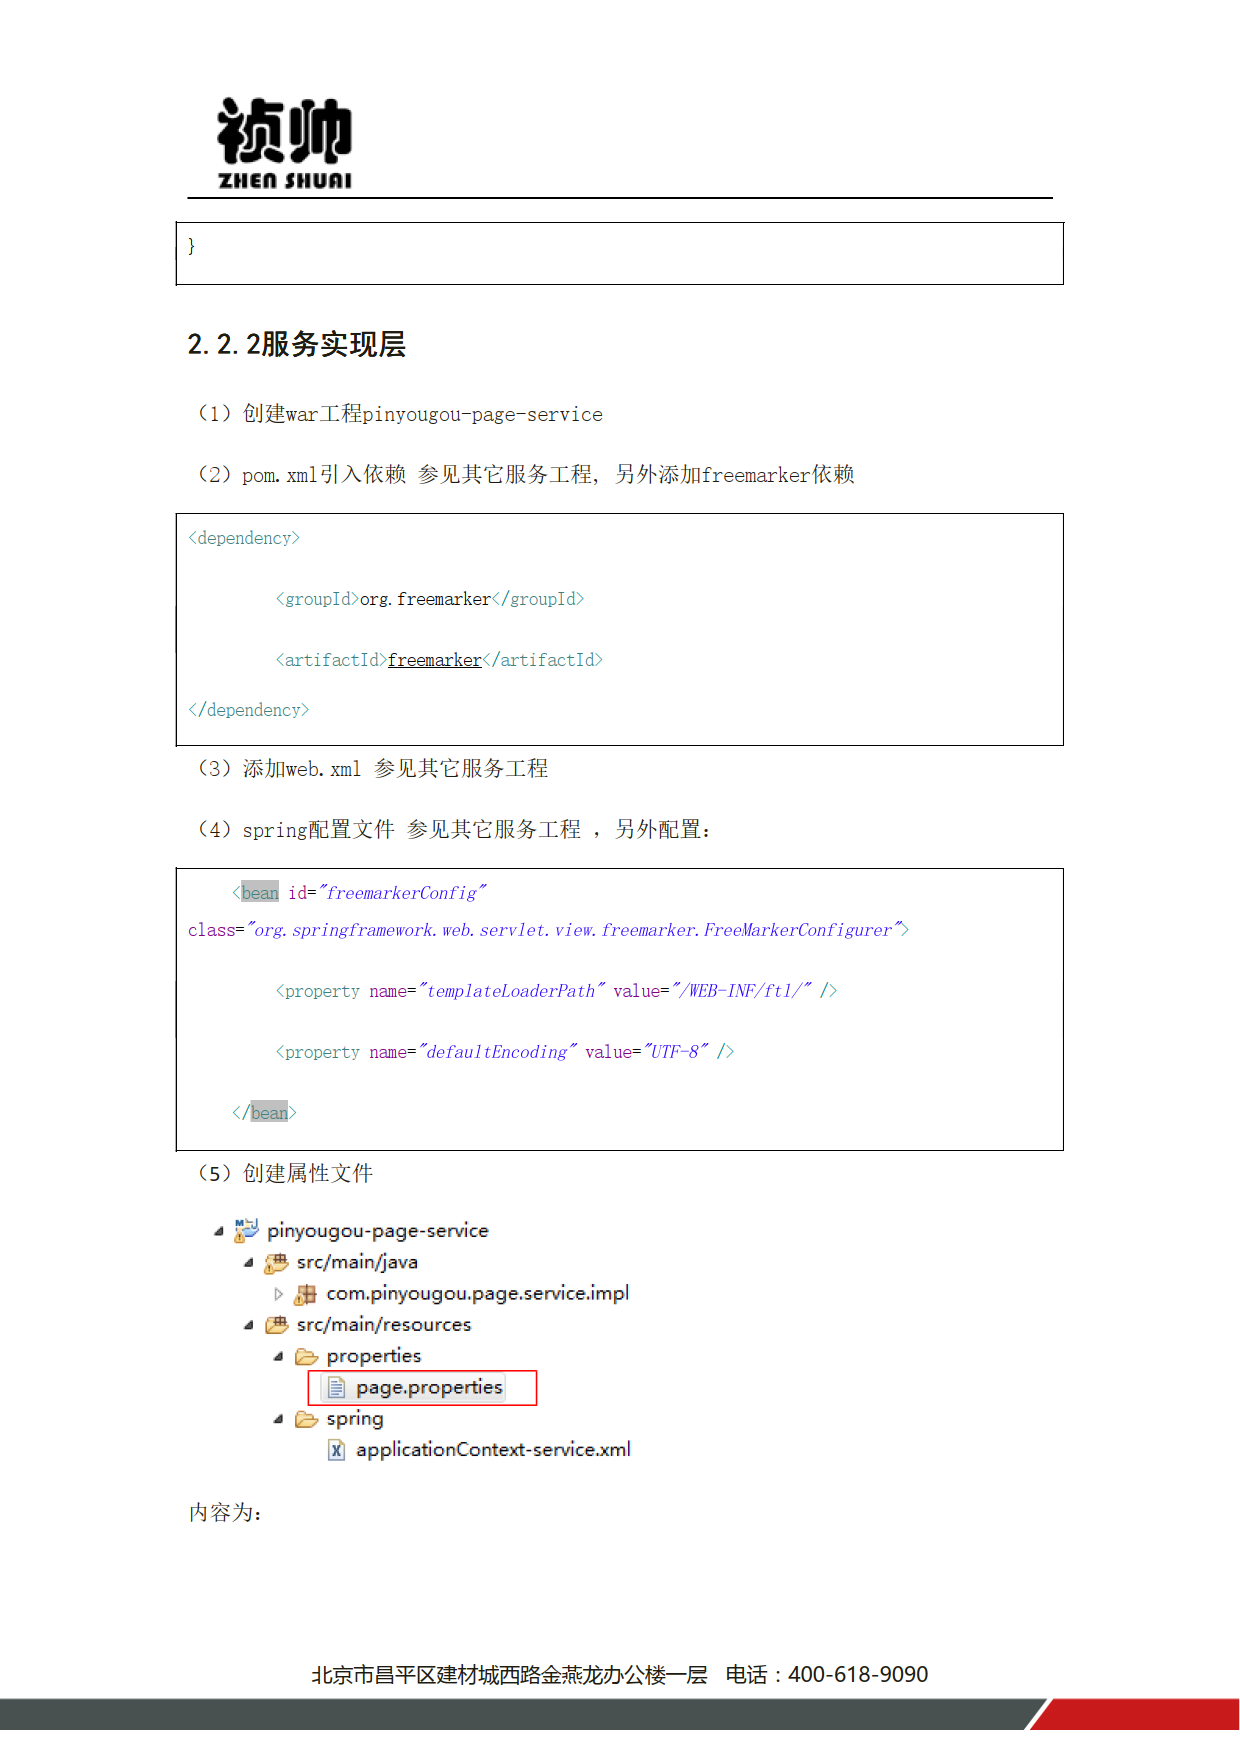 祯帅
ZHEN SHUAI
}
2.2.2服务实现层
（1）创建war工程pinyougou-page-service
（2）pom.xml引入依赖 参见其它服务工程, 另外添加freemarker依赖
<dependency>
<groupId>org.freemarker</groupId>
<artifactId>freemarker</artifactId>
</dependency>
（3）添加web.xml 参见其它服务工程
（4）spring配置文件 参见其它服务工程 ，另外配置：
<bean id="freemarkerConfig"
class="org.springframework.web.servlet.view.freemarker.FreeMarkerConfigurer">
<property name="templateLoaderPath" value="/WEB-INF/ftl/" />
<property name="defaultEncoding" value="UTF-8" />
</bean>
（5）创建属性文件
pinyougou-page-service
src/main/java
com.pinyougou.page.service.impl
src/main/resources
properties
page.properties
spring
applicationContext-service.xml
内容为：
北京市昌平区建材城西路金燕龙办公楼一层 电话：400-618-9090